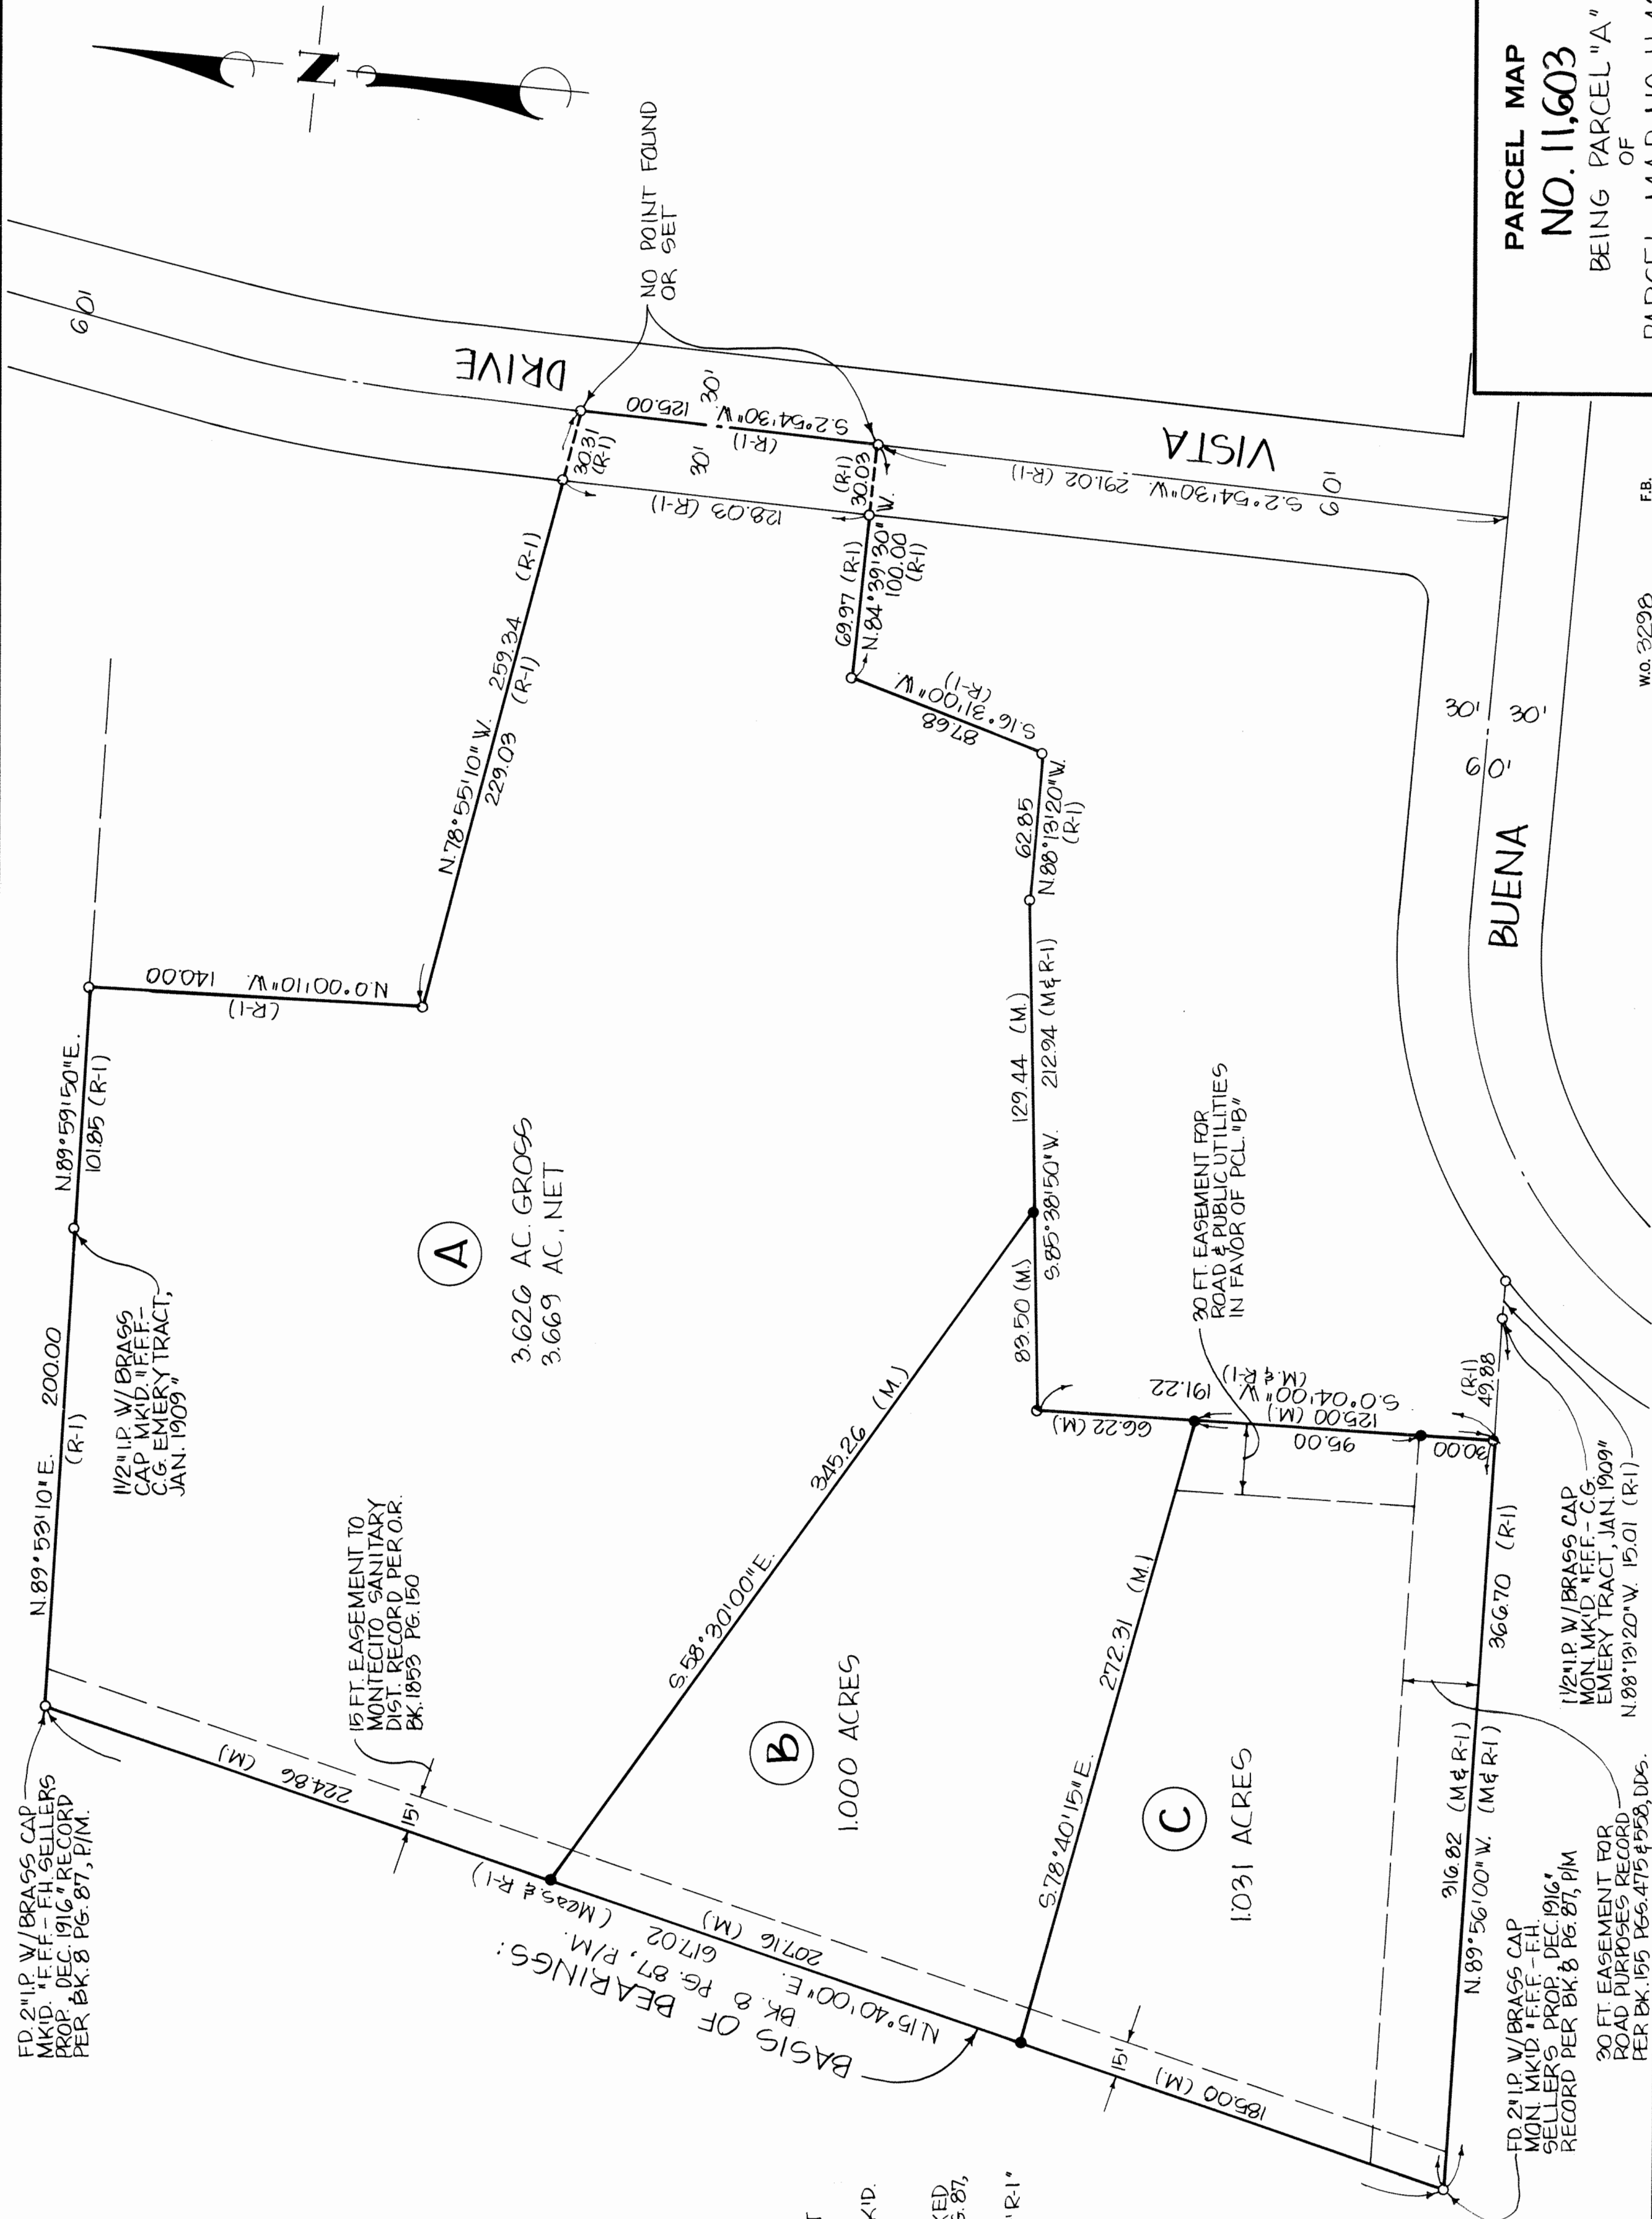 FD. 2" I.P. W/BRASS CAP
MK'D. "F.F.F. - F.H. SELLERS
PROP., DEC. 1916" RECORD
PER BK. 8 PG. 87, P/M.
N.89°53'10"E. 200.00
(R-1)
N.89°59'50"E.
101.85 (R-1)
1 1/2" I.P. W/BRASS
CAP MK'D. "F.F.F.-
C.G. EMERY TRACT,
JAN. 1909"
N.0°00'10"W. 140.00
(R-1)
N.78°55'10"W. 259.34 (R-1)
229.03 (R-1)
30.31
(R-1)
60'
N
NO POINT FOUND
OR SET
DRIVE
125.00
S.2°54'30"W.
(R-1)
30'
30'
128.03 (R-1)
(R-1)
30.03
69.97 (R-1)
N.84°39'30"W.
100.00
(R-1)
VISTA
S.2°54'30"W. 291.02 (R-1)
60'
S.16°31'00"W.
87.68
(R-1)
62.85
N.88°13'20"W.
(R-1)
129.44 (M.)
S.85°38'50"W. 212.94 (M & R-1)
83.50 (M.)
A
3.626 AC. GROSS
3.669 AC. NET
15 FT. EASEMENT TO
MONTECITO SANITARY
DIST. RECORD PER O.R.
BK. 1853 PG. 150
224.86 (M.)
15'
S.58°30'00"E. 345.26 (M.)
B
1.000 ACRES
BASIS OF BEARINGS:
BK. 8 PG. 87, P/M.
N.15°40'00"E. 617.02 (Meas. & R-1)
207.16 (M.)
S.78°40'15"E. 272.31 (M.)
C
1.031 ACRES
185.00 (M.)
15'
66.22 (M.)
S.0°04'00"W. 191.22
(M. & R-1)
125.00 (M.)
95.00
30.00
30 FT. EASEMENT FOR
ROAD & PUBLIC UTILITIES
IN FAVOR OF PCL. "B"
(R-1)
49.88
366.70 (R-1)
316.82 (M & R-1)
N.89°56'00"W. (M & R-1)
FD. 2" I.P. W/BRASS CAP
MON. MK'D. "F.F.F. - F.H.
SELLER'S PROP., DEC. 1916"
RECORD PER BK. 8 PG. 87, P/M
30 FT. EASEMENT FOR
ROAD PURPOSES RECORD
PER BK. 155 PGS. 475 & 558, DDS.
1 1/2" I.P. W/BRASS CAP
MON. MK'D. "F.F.F. - C.G.
EMERY TRACT, JAN. 1909"
N.88°13'20"W. 15.01 (R-1)
BUENA
30' 30'
60'
K'D.
KED
G. 87,
"R-1"
W.O. 3298
F.B.
PARCEL MAP
NO. 11,603
BEING PARCEL "A"
OF